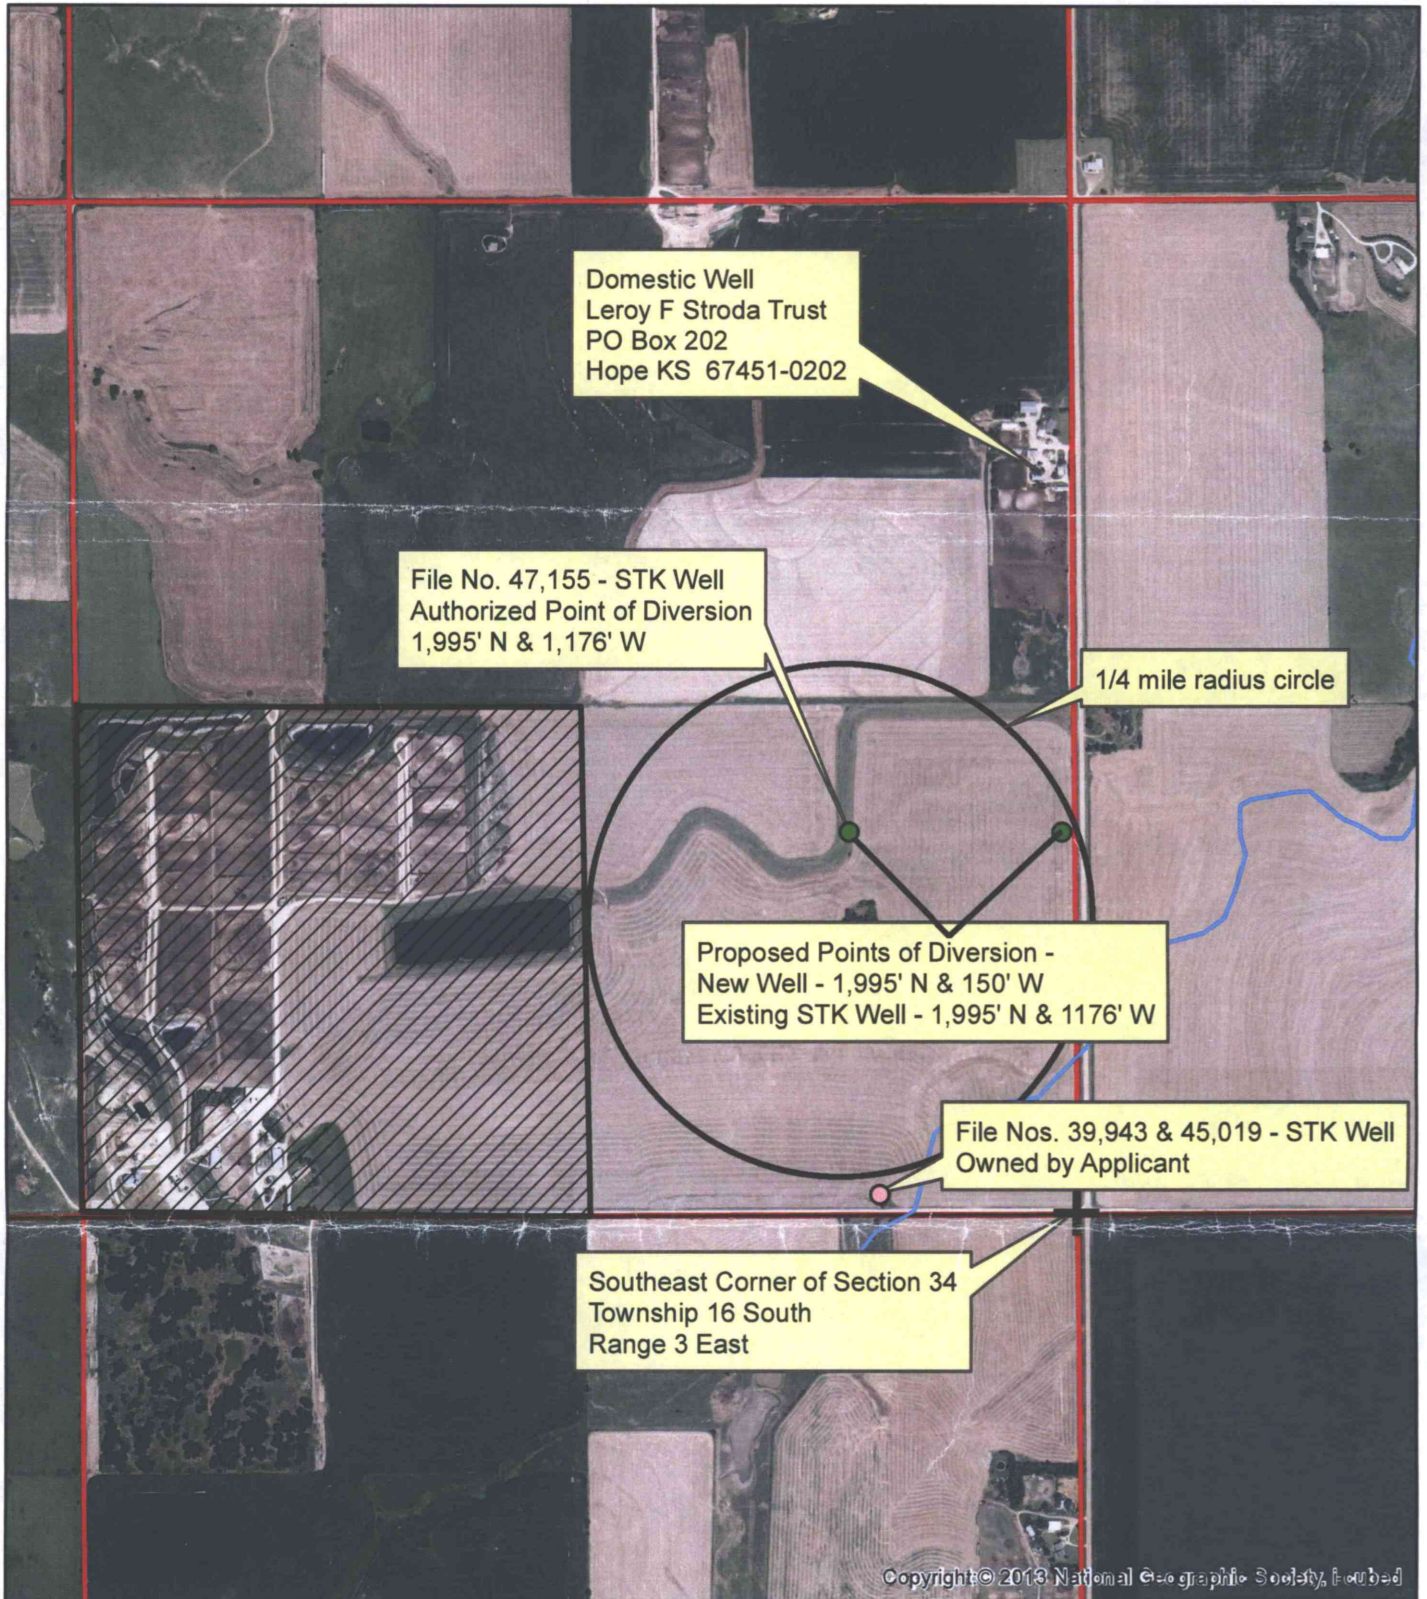 Domestic Well
Leroy F Stroda Trust
PO Box 202
Hope KS 67451-0202
File No. 47,155 - STK Well
Authorized Point of Diversion
1,995' N & 1,176' W
1/4 mile radius circle
Proposed Points of Diversion -
New Well - 1,995' N & 150' W
Existing STK Well - 1,995' N & 1176' W
File Nos. 39,943 & 45,019 - STK Well
Owned by Applicant
Southeast Corner of Section 34
Township 16 South
Range 3 East
Copyright:© 2013 National Geographic Society, i-cubed